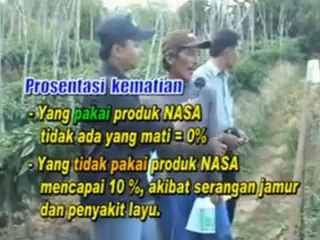 Prosentasi kematian
- Yang pakai produk NASA
tidak ada yang mati = 0%
- Yang tidak pakai produk NASA
mencapai 10 %, akibat serangan jamur
dan penyakit layu.